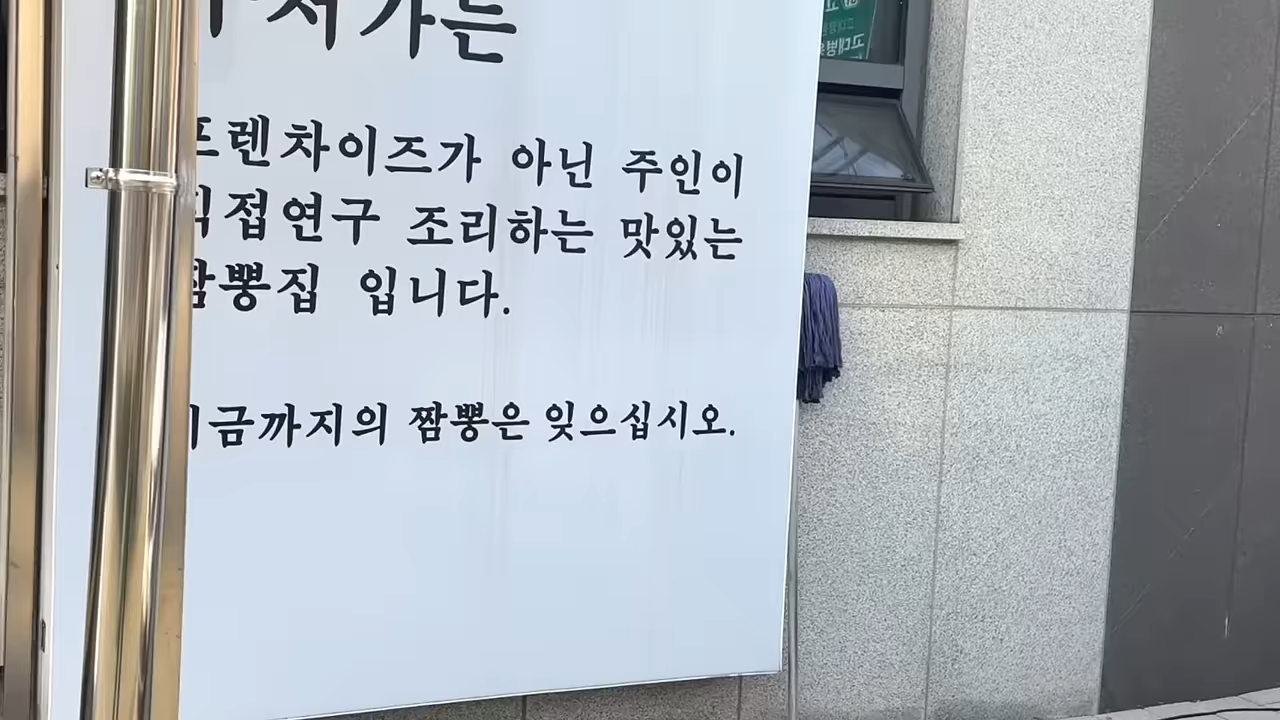 프렌차이즈가 아닌 주인이
직접연구 조리하는 맛있는
짬뽕집 입니다.
지금까지의 짬뽕은 잊으십시오.